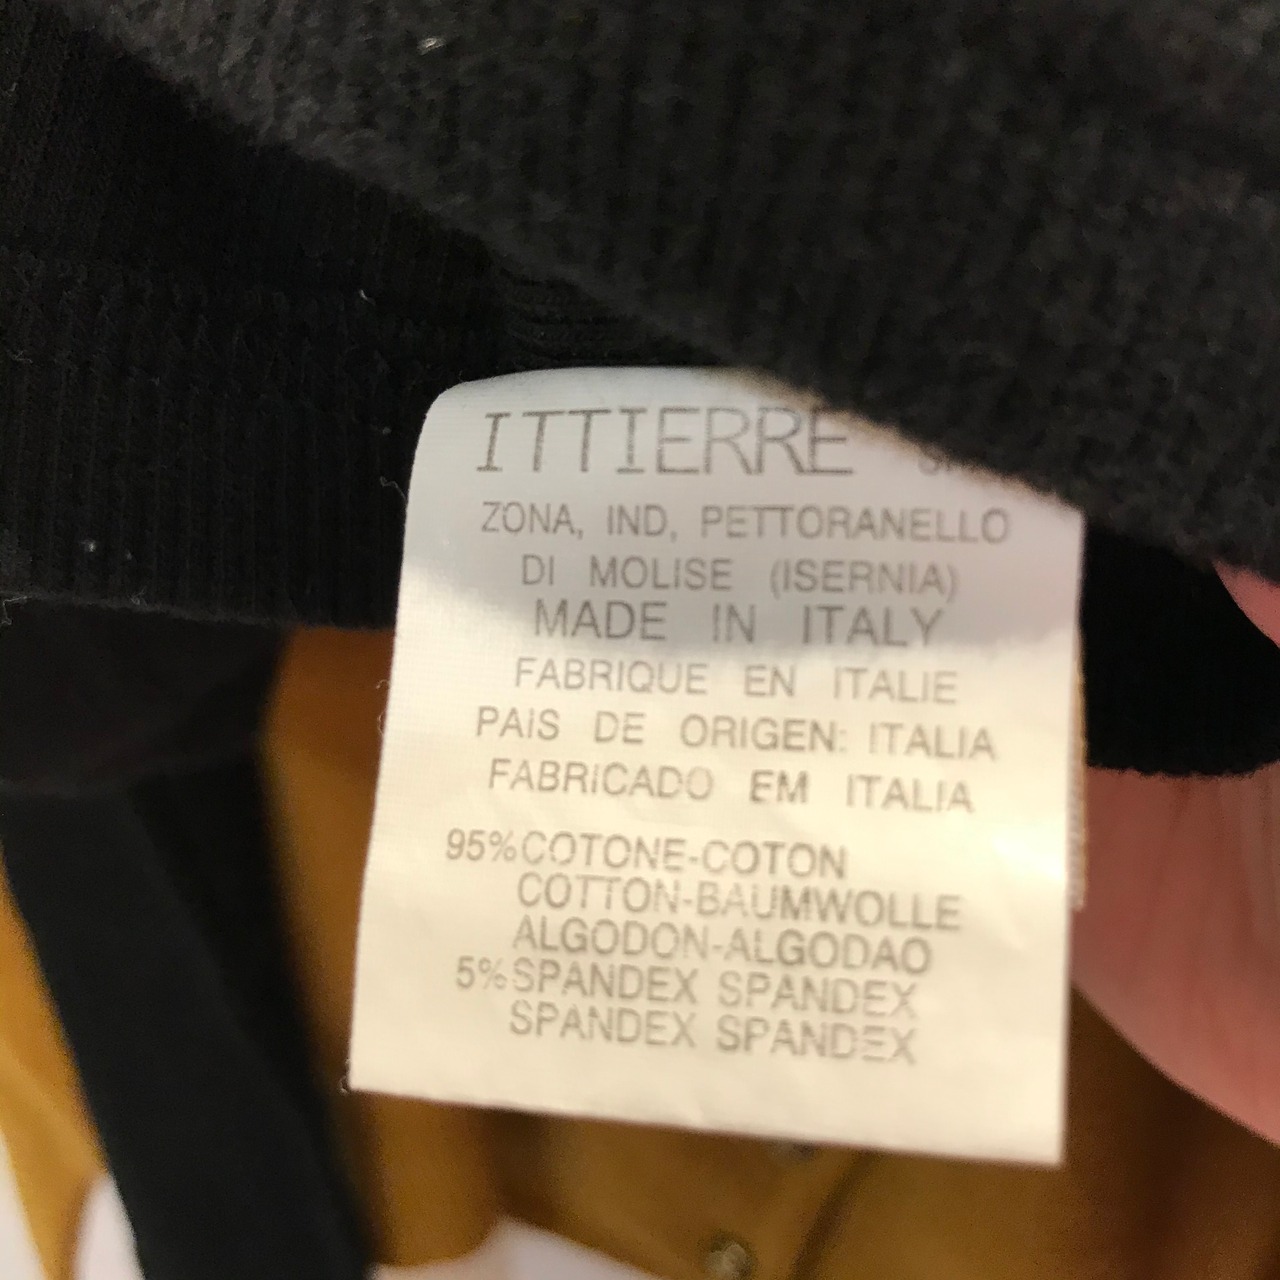 ITTIERRE
ZONA, IND, PETTORANELLO
DI MOLISE (ISERNIA)
MADE IN ITALY
FABRIQUE EN ITALIE
PAIS DE ORIGEN: ITALIA
FABRICADO EM ITALIA
95% COTONE-COTON
COTTON-BAUMWOLLE
ALGODON-ALGODAO
5% SPANDEX SPANDEX
SPANDEX SPANDEX